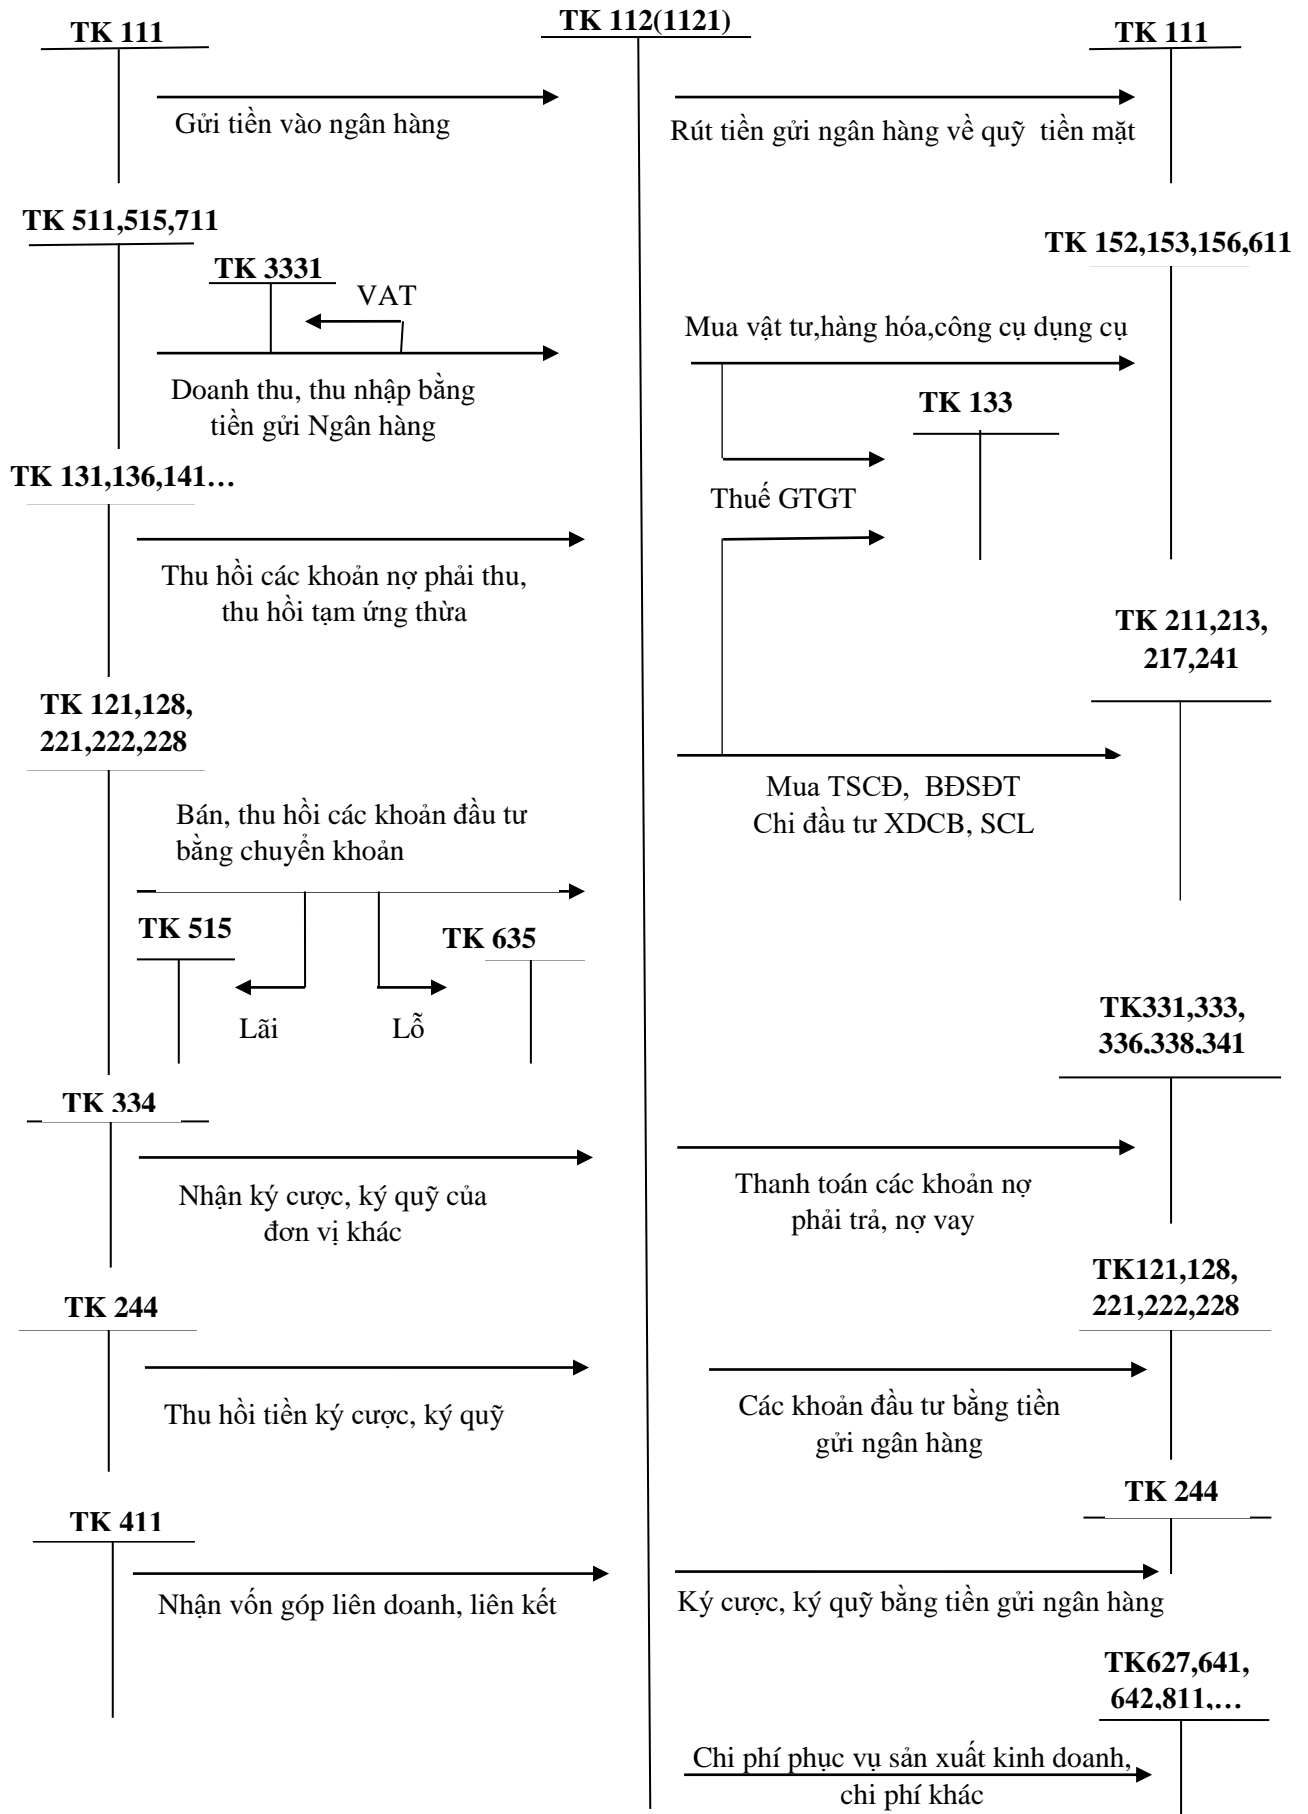 TK 111
TK 112(1121)
TK 111
Gửi tiền vào ngân hàng
Rút tiền gửi ngân hàng về quỹ tiền mặt
TK 511,515,711
TK 152,153,156,611
TK 3331
VAT
Mua vật tư,hàng hóa,công cụ dụng cụ
Doanh thu, thu nhập bằng
tiền gửi Ngân hàng
TK 133
TK 131,136,141…
Thuế GTGT
Thu hồi các khoản nợ phải thu,
thu hồi tạm ứng thừa
TK 211,213,
217,241
TK 121,128,
221,222,228
Mua TSCĐ, BĐSĐT
Chi đầu tư XDCB, SCL
Bán, thu hồi các khoản đầu tư
bằng chuyển khoản
TK 515
TK 635
Lãi
Lỗ
TK331,333,
336,338,341
TK 334
Nhận ký cược, ký quỹ của
đơn vị khác
Thanh toán các khoản nợ
phải trả, nợ vay
TK 244
TK121,128,
221,222,228
Thu hồi tiền ký cược, ký quỹ
Các khoản đầu tư bằng tiền
gửi ngân hàng
TK 244
TK 411
Nhận vốn góp liên doanh, liên kết
Ký cược, ký quỹ bằng tiền gửi ngân hàng
TK627,641,
642,811,…
Chi phí phục vụ sản xuất kinh doanh,
chi phí khác